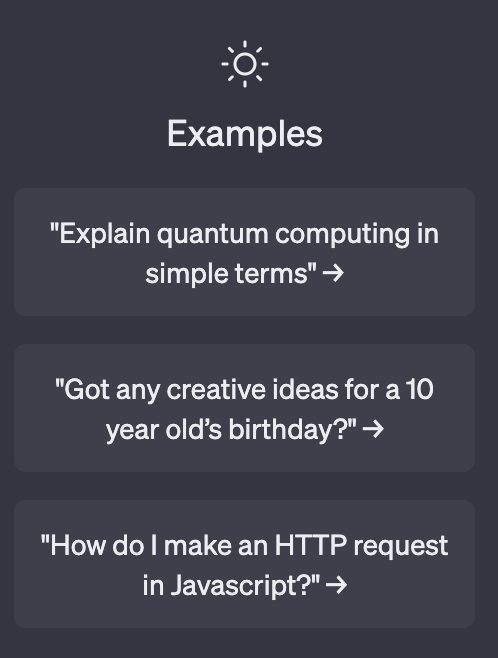 Examples
"Explain quantum computing in
simple terms" →
"Got any creative ideas for a 10
year old’s birthday?" →
"How do I make an HTTP request
in Javascript?" →